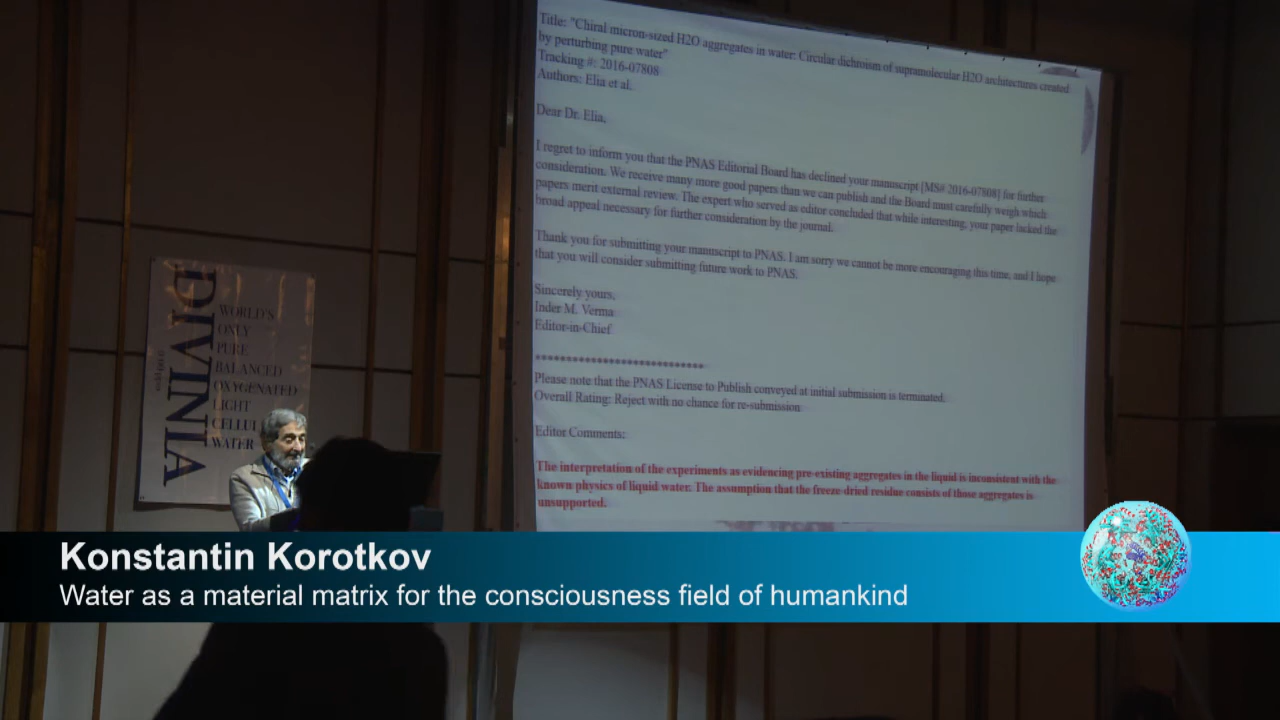 Title: "Chiral micron-sized H2O aggregates in water: Circular dichroism of supramolecular H2O architectures created
by perturbing pure water"
Tracking #: 2016-07808
Authors: Elia et al.
Dear Dr. Elia,
I regret to inform you that the PNAS Editorial Board has declined your manuscript [MS# 2016-07808] for further
consideration. We receive many more good papers than we can publish and the Board must carefully weigh which
papers merit external review. The expert who served as editor concluded that while interesting, your paper lacked the
broad appeal necessary for further consideration by the journal.
Thank you for submitting your manuscript to PNAS. I am sorry we cannot be more encouraging this time, and I hope
that you will consider submitting future work to PNAS.
Sincerely yours,
Inder M. Verma
Editor-in-Chief
****************************
Please note that the PNAS License to Publish conveyed at initial submission is terminated.
Overall Rating: Reject with no chance for re-submission
Editor Comments:
The interpretation of the experiments as evidencing pre-existing aggregates in the liquid is inconsistent with the
known physics of liquid water. The assumption that the freeze-dried residue consists of those aggregates is
unsupported.
DIVINIA
WORLD'S
ONLY
PURE
BALANCED
OXYGENATED
LIGHT
CELLUL
WATER
Konstantin Korotkov
Water as a material matrix for the consciousness field of humankind